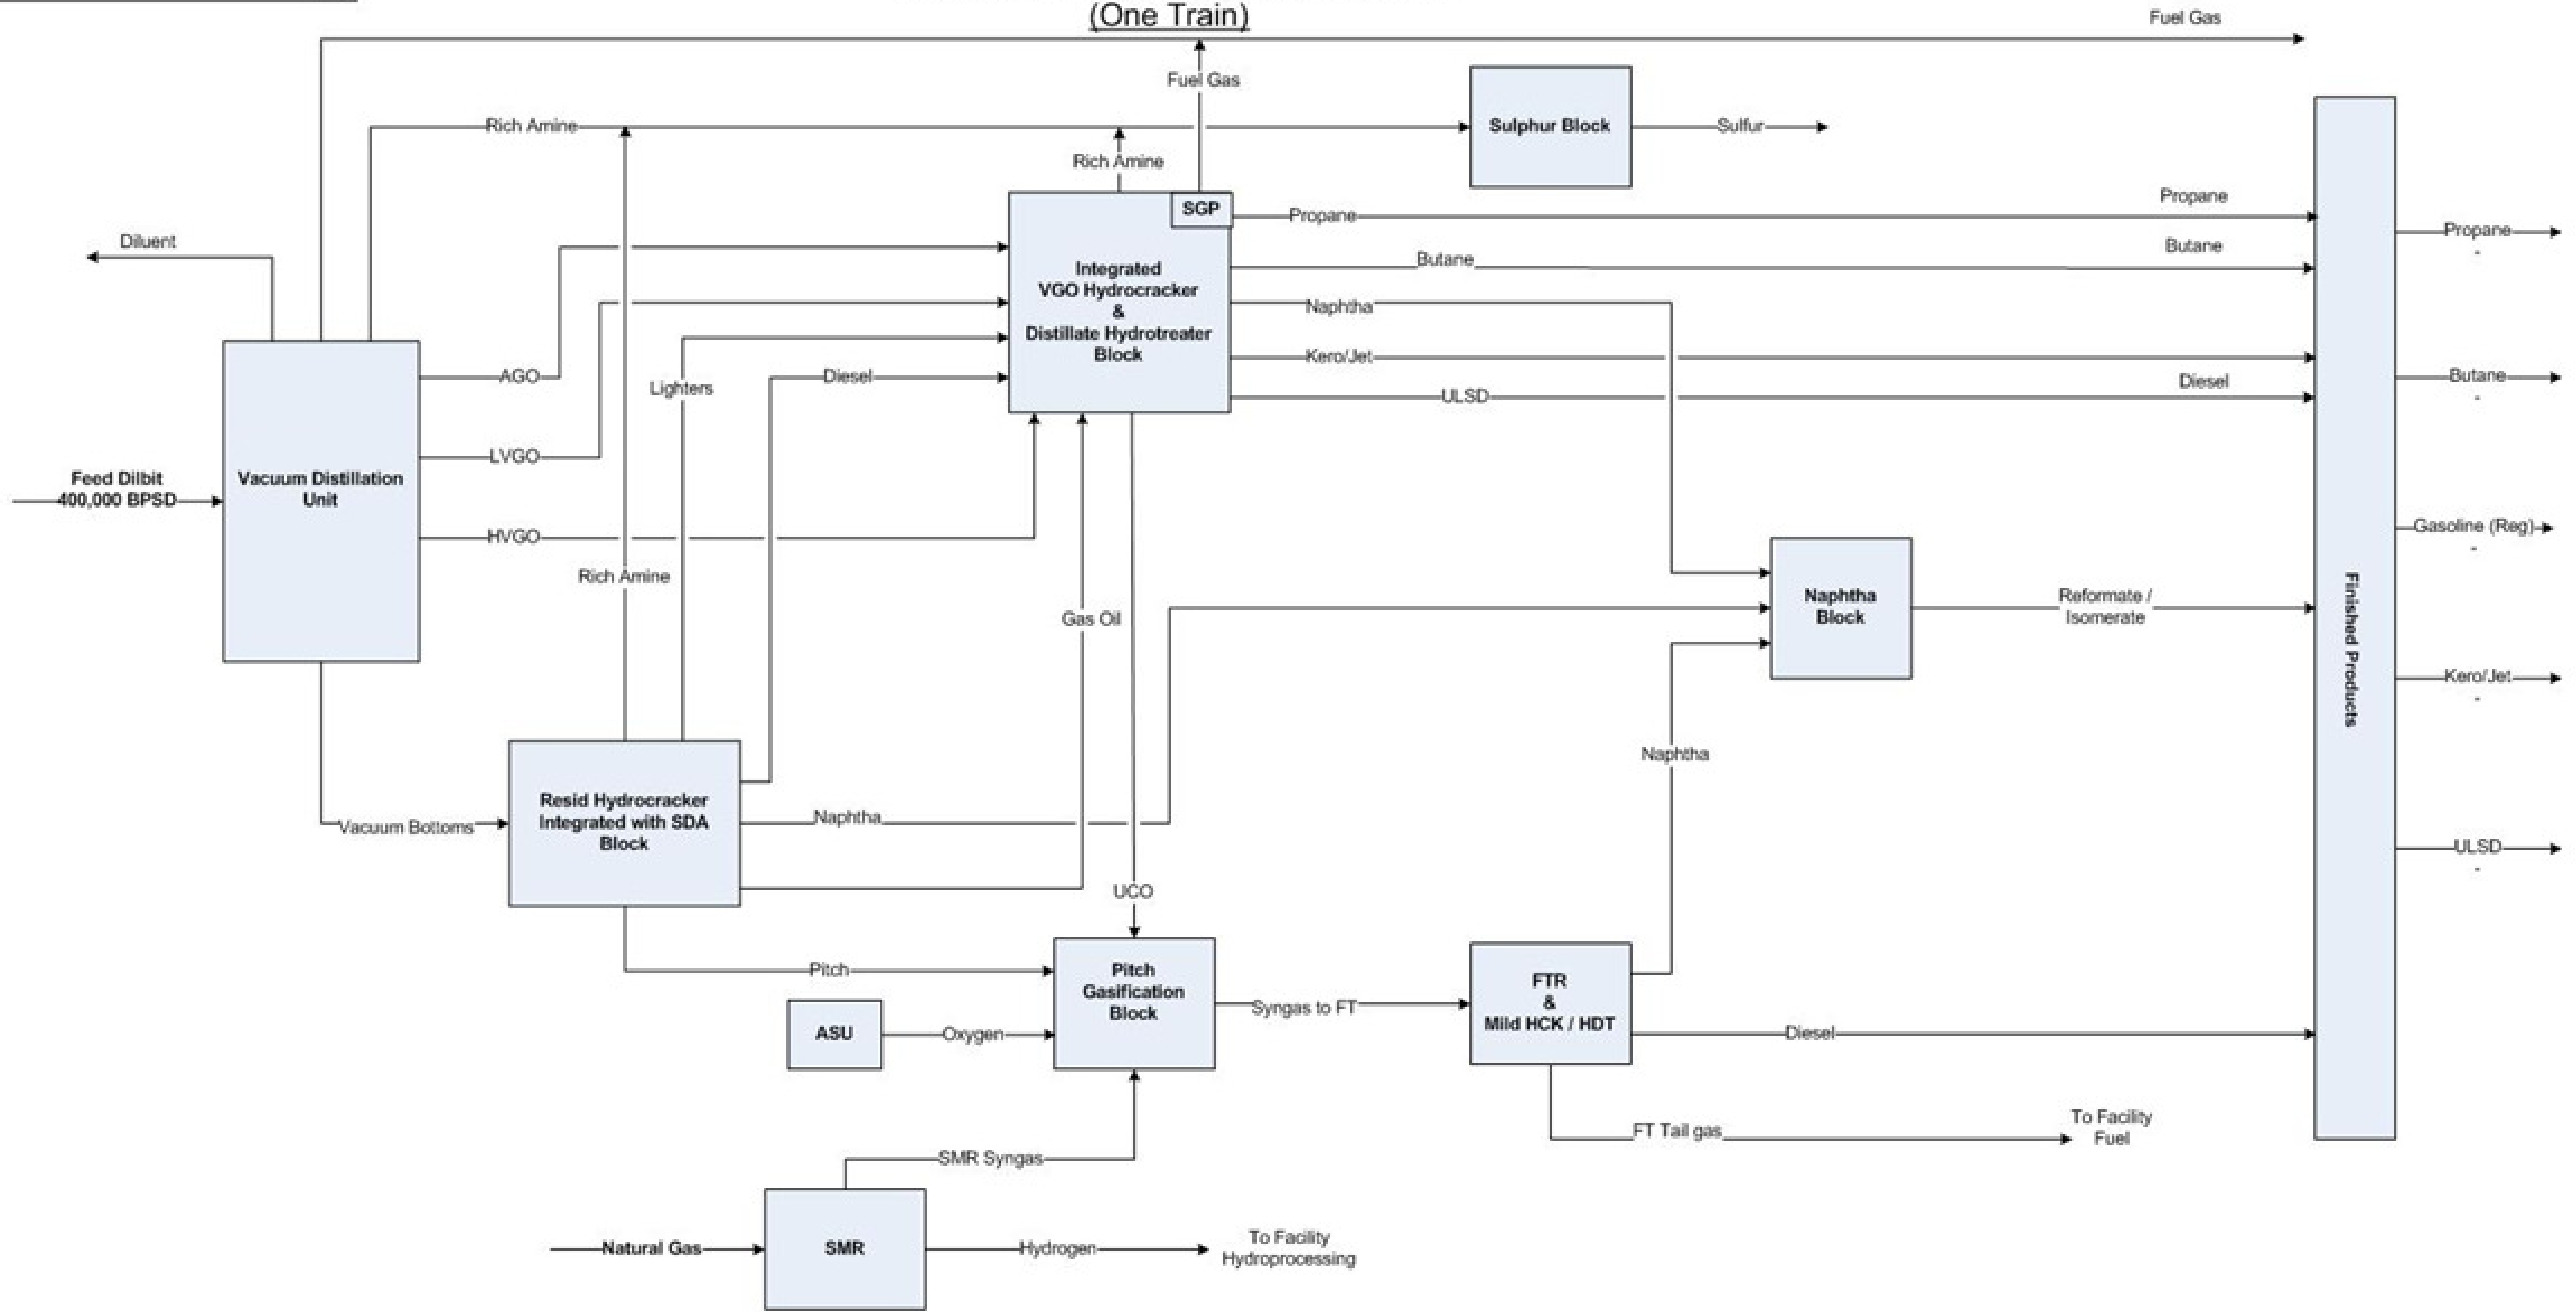 (One Train)
Fuel Gas
Fuel Gas
Rich Amine
Sulphur Block
Sulfur
Rich Amine
SGP
Propane
Propane
Propane
-
Diluent
Butane
Butane
Integrated
VGO Hydrocracker
&
Distillate Hydrotreater
Block
Naphtha
Kero/Jet
AGO
Lighters
Diesel
Diesel
ULSD
Butane
-
LVGO
Feed Dilbit
400,000 BPSD
Vacuum Distillation
Unit
HVGO
Gasoline (Reg)
-
Rich Amine
Gas Oil
Naphtha
Block
Reformate /
Isomerate
Finished Products
Kero/Jet
-
Naphtha
Vacuum Bottoms
Resid Hydrocracker
Integrated with SDA
Block
Naphtha
ULSD
-
UCO
Pitch
Pitch
Gasification
Block
ASU
Oxygen
Syngas to FT
FTR
&
Mild HCK / HDT
Diesel
FT Tail gas
To Facility
Fuel
SMR Syngas
Natural Gas
SMR
Hydrogen
To Facility
Hydroprocessing